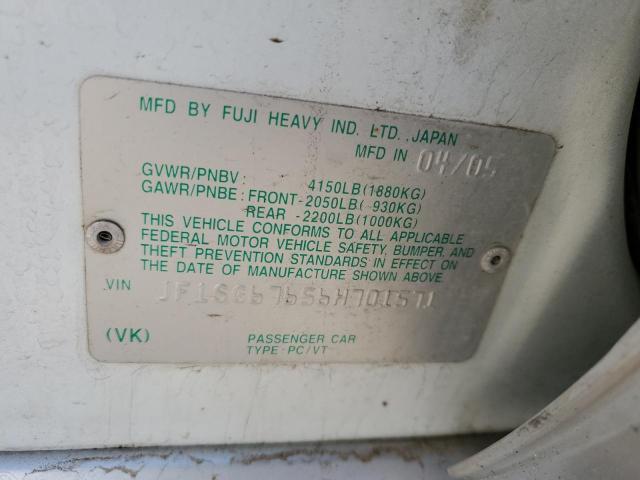 MFD BY FUJI HEAVY IND. LTD., JAPAN
MFD IN 04/05
GVWR/PNBV: 4150LB(1880KG)
GAWR/PNBE: FRONT-2050LB( 930KG)
REAR -2200LB(1000KG)
THIS VEHICLE CONFORMS TO ALL APPLICABLE
FEDERAL MOTOR VEHICLE SAFETY, BUMPER, AND
THEFT PREVENTION STANDARDS IN EFFECT ON
THE DATE OF MANUFACTURE SHOWN ABOVE.
VIN
(VK) PASSENGER CAR
TYPE:PC/VT